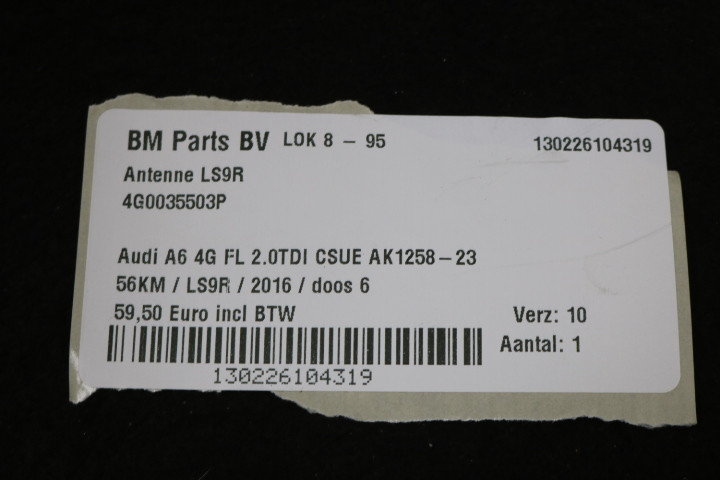 BM Parts BV LOK 8 - 95 130226104319
Antenne LS9R
4G0035503P
Audi A6 4G FL 2.0TDI CSUE AK1258-23
56KM / LS9R / 2016 / doos 6
59,50 Euro incl BTW Verz: 10
Aantal: 1
130226104319